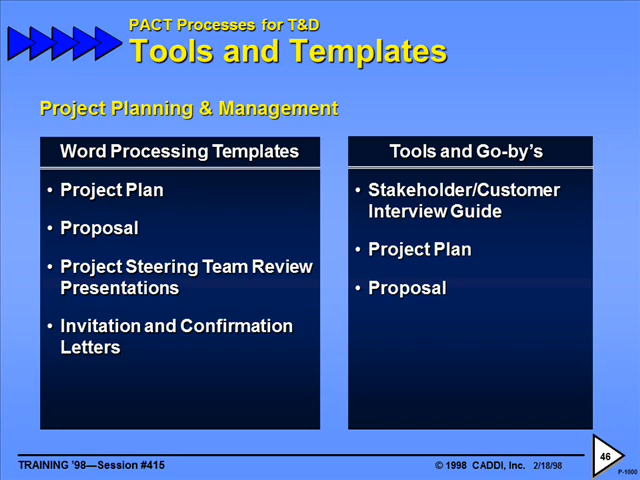 PACT Processes for T&D
Tools and Templates
Project Planning & Management
Word Processing Templates
• Project Plan
• Proposal
• Project Steering Team Review
Presentations
• Invitation and Confirmation
Letters
Tools and Go-by's
• Stakeholder/Customer
Interview Guide
• Project Plan
• Proposal
TRAINING '98—Session #415
© 1998 CADDI, Inc. 2/18/98
46
P-1000